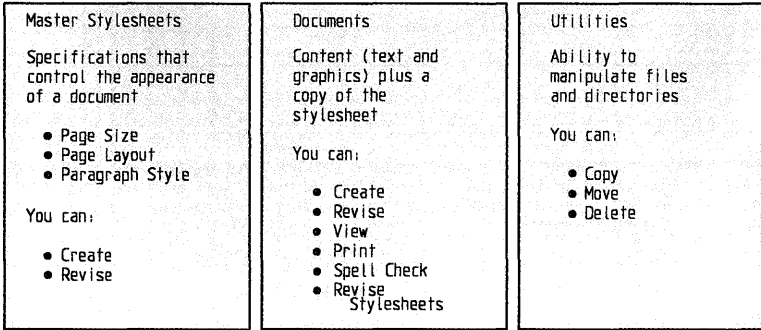 Master Stylesheets
Specifications that
control the appearance
of a document
• Page Size
• Page Layout
• Paragraph Style
You can:
• Create
• Revise
Documents
Content (text and
graphics) plus a
copy of the
stylesheet
You can:
• Create
• Revise
• View
• Print
• Spell Check
• Revise
Stylesheets
Utilities
Ability to
manipulate files
and directories
You can:
• Copy
• Move
• Delete